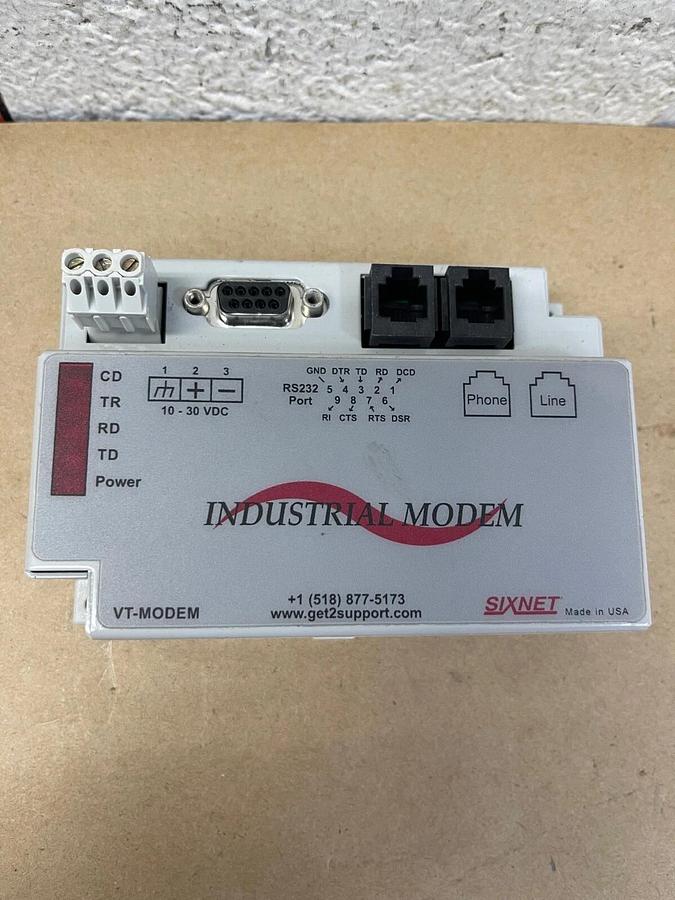 CD
TR
RD
TD
Power
1 2 3
10 - 30 VDC
GND DTR TD RD DCD
RS232 5 4 3 2 1
Port 9 8 7 6
RI CTS RTS DSR
Phone
Line
INDUSTRIAL MODEM
VT-MODEM
+1 (518) 877-5173
www.get2support.com
SIXNET
Made in USA